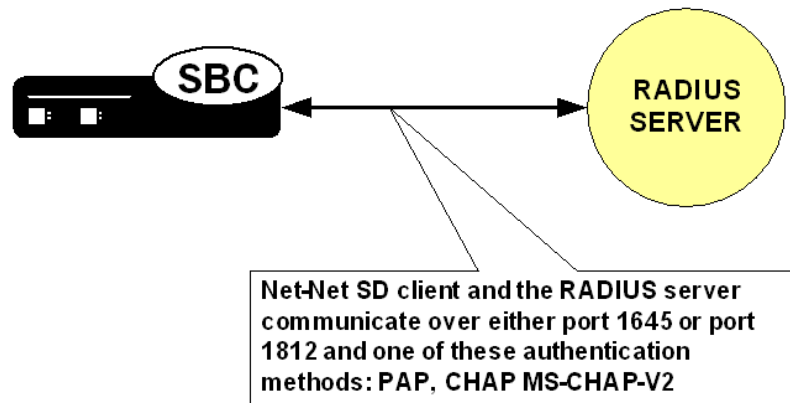 SBC
RADIUS
SERVER
Net-Net SD client and the RADIUS server
communicate over either port 1645 or port
1812 and one of these authentication
methods: PAP, CHAP MS-CHAP-V2